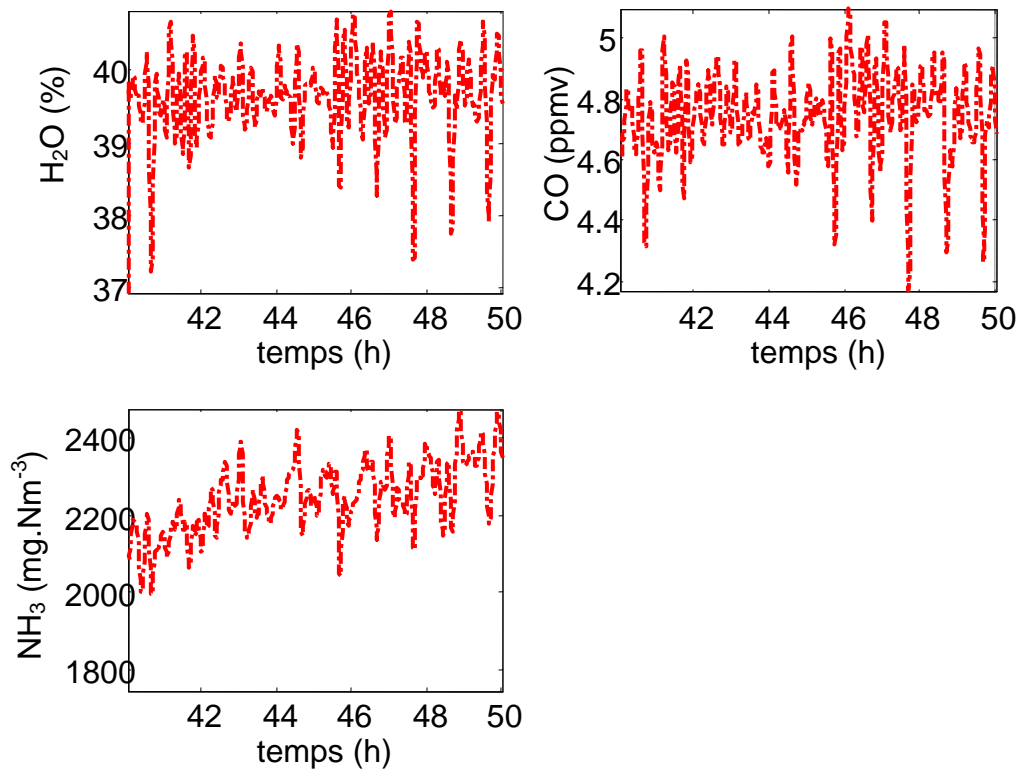 H₂O (%)
40
39
38
37
42 44 46 48 50
temps (h)
CO (ppmv)
5
4.8
4.6
4.4
4.2
42 44 46 48 50
temps (h)
NH₃ (mg.Nm⁻³)
2400
2200
2000
1800
42 44 46 48 50
temps (h)